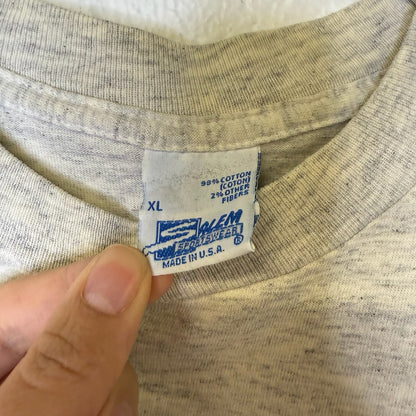 98% COTTON
(COTON)
2% OTHER
FIBERS
XL
SALEM
SPORTSWEAR
®
MADE IN U.S.A.